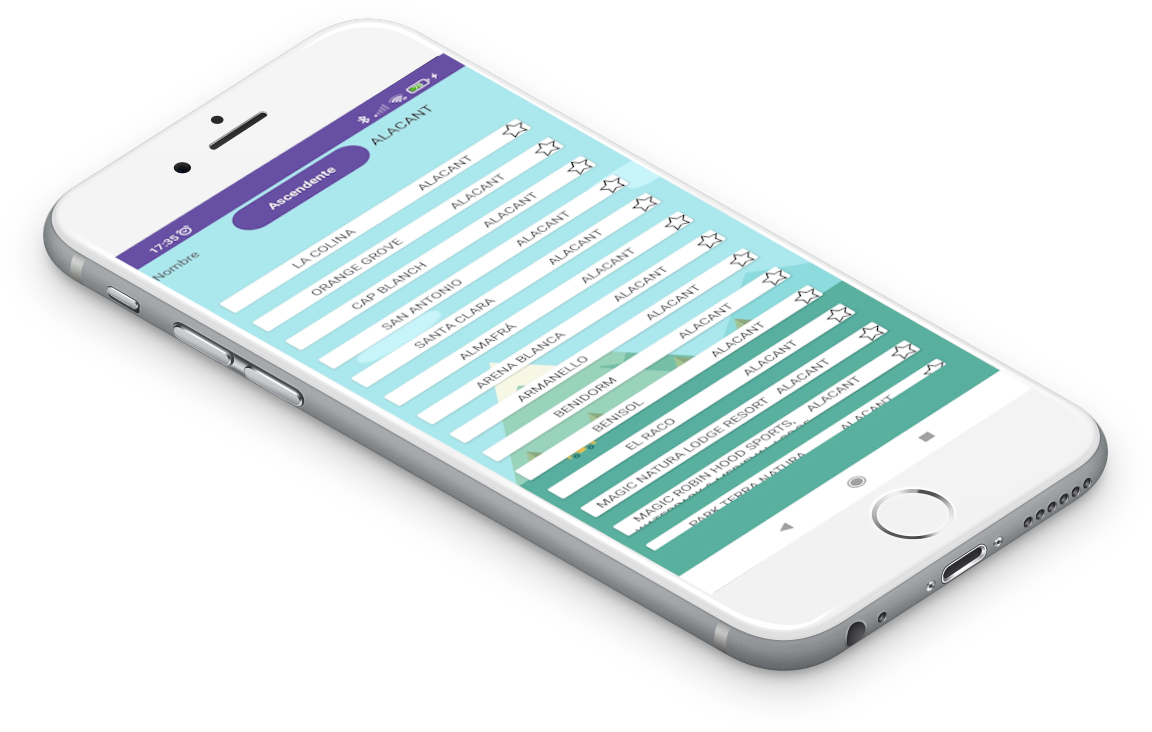 17:35
Nombre
Ascendente
ALACANT
LA COLINA ALACANT
ORANGE GROVE ALACANT
CAP BLANCH ALACANT
SAN ANTONIO ALACANT
SANTA CLARA ALACANT
ALMAFRÁ ALACANT
ARENA BLANCA ALACANT
ARMANELLO ALACANT
BENIDORM ALACANT
BENISOL ALACANT
EL RACO ALACANT
MAGIC NATURA LODGE RESORT ALACANT
MAGIC ROBIN HOOD SPORTS, ALACANT
PARK TERRA NATURA ALACANT